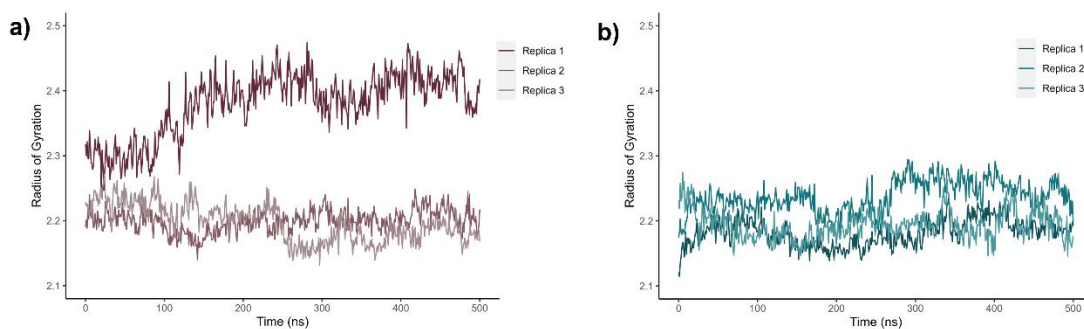 a)
2.5
2.4
2.3
2.2
2.1
Radius of Gyration
0
100
200
300
400
500
Time (ns)
Replica 1
Replica 2
Replica 3
b)
2.5
2.4
2.3
2.2
2.1
Radius of Gyration
0
100
200
300
400
500
Time (ns)
Replica 1
Replica 2
Replica 3